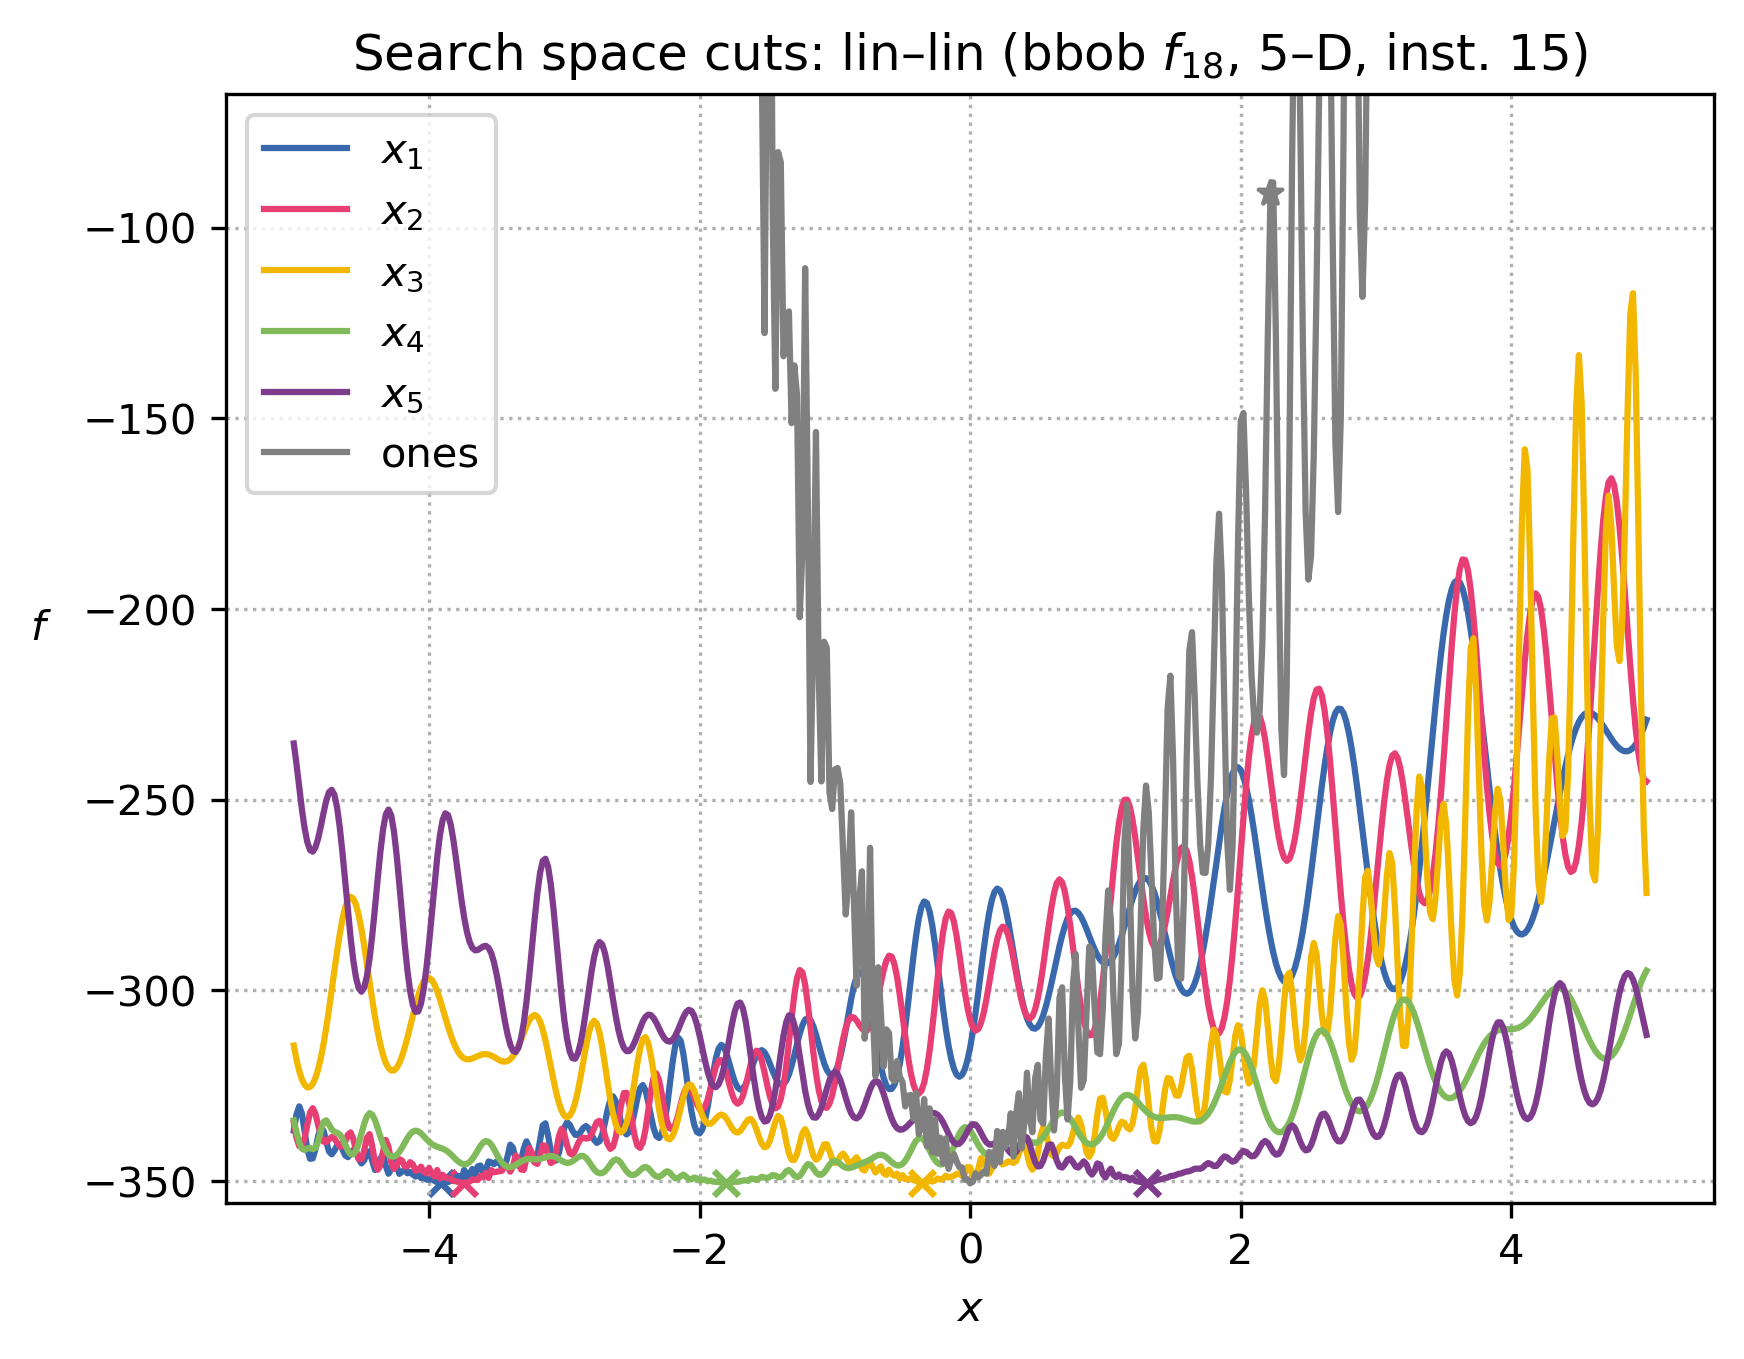 Search space cuts: lin–lin (bbob f₁₈, 5–D, inst. 15)
x₁
x₂
x₃
x₄
x₅
ones
f
−100
−150
−200
−250
−300
−350
−4
−2
0
2
4
x